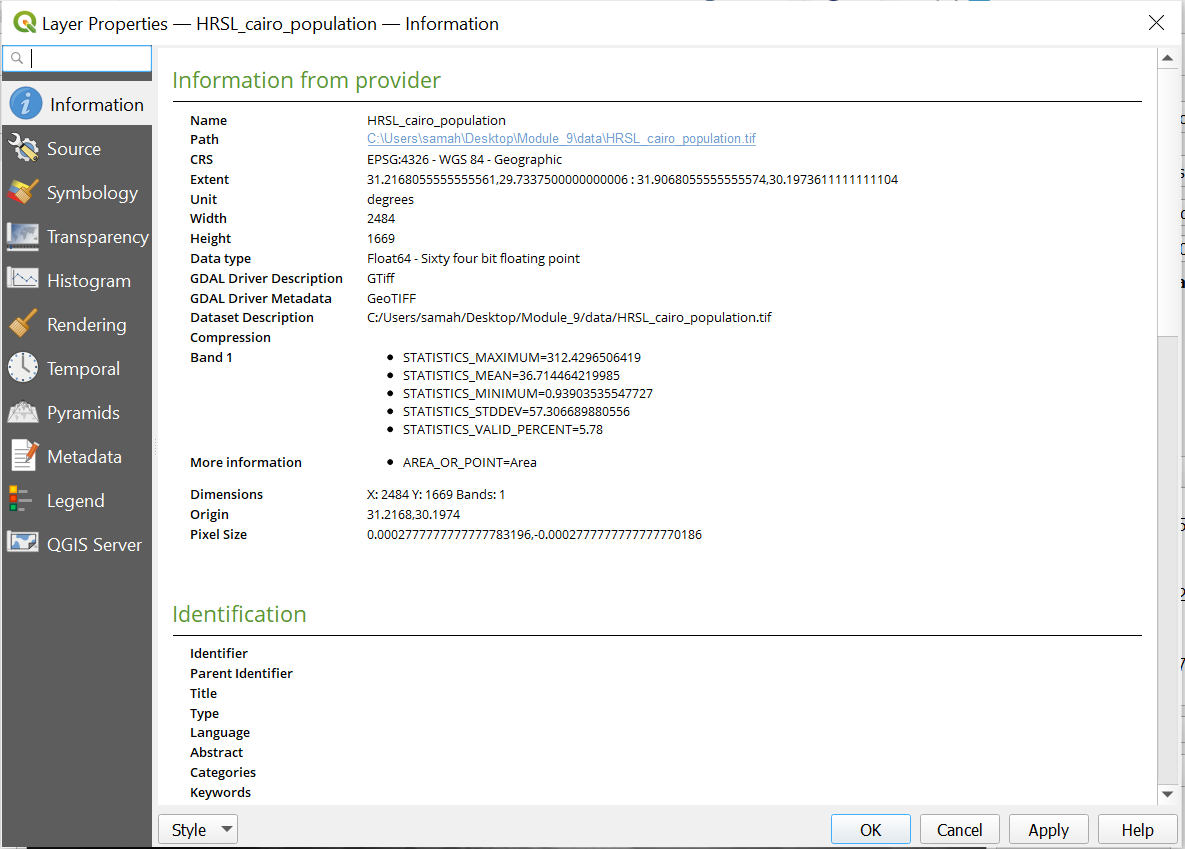 Layer Properties — HRSL_cairo_population — Information
Information
Source
Symbology
Transparency
Histogram
Rendering
Temporal
Pyramids
Metadata
Legend
QGIS Server
Information from provider
Name HRSL_cairo_population
Path C:\Users\samah\Desktop\Module_9\data\HRSL_cairo_population.tif
CRS EPSG:4326 - WGS 84 - Geographic
Extent 31.2168055555555561,29.7337500000000006 : 31.9068055555555574,30.1973611111111104
Unit degrees
Width 2484
Height 1669
Data type Float64 - Sixty four bit floating point
GDAL Driver Description GTiff
GDAL Driver Metadata GeoTIFF
Dataset Description C:/Users/samah/Desktop/Module_9/data/HRSL_cairo_population.tif
Compression
Band 1 • STATISTICS_MAXIMUM=312.4296506419
• STATISTICS_MEAN=36.714464219985
• STATISTICS_MINIMUM=0.93903535547727
• STATISTICS_STDDEV=57.306689880556
• STATISTICS_VALID_PERCENT=5.78
More information • AREA_OR_POINT=Area
Dimensions X: 2484 Y: 1669 Bands: 1
Origin 31.2168,30.1974
Pixel Size 0.0002777777777777783196,-0.0002777777777777770186
Identification
Identifier
Parent Identifier
Title
Type
Language
Abstract
Categories
Keywords
Style OK Cancel Apply Help